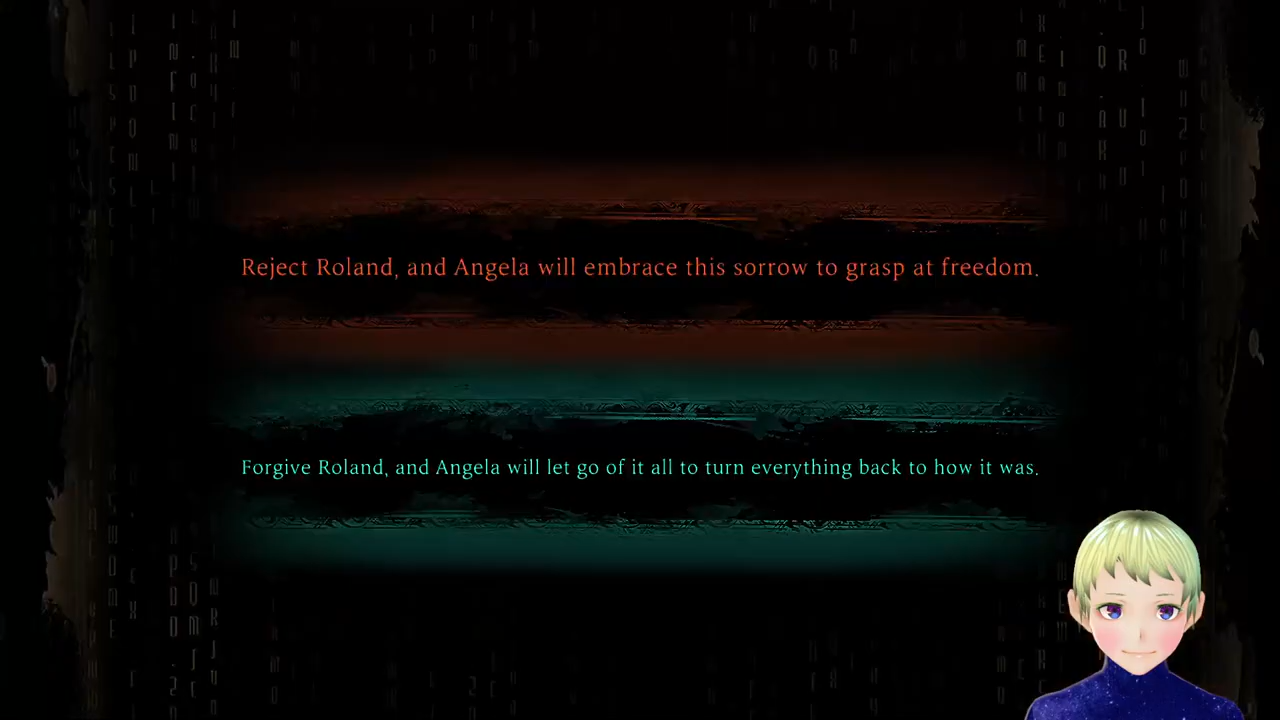 Reject Roland, and Angela will embrace this sorrow to grasp at freedom.
Forgive Roland, and Angela will let go of it all to turn everything back to how it was.